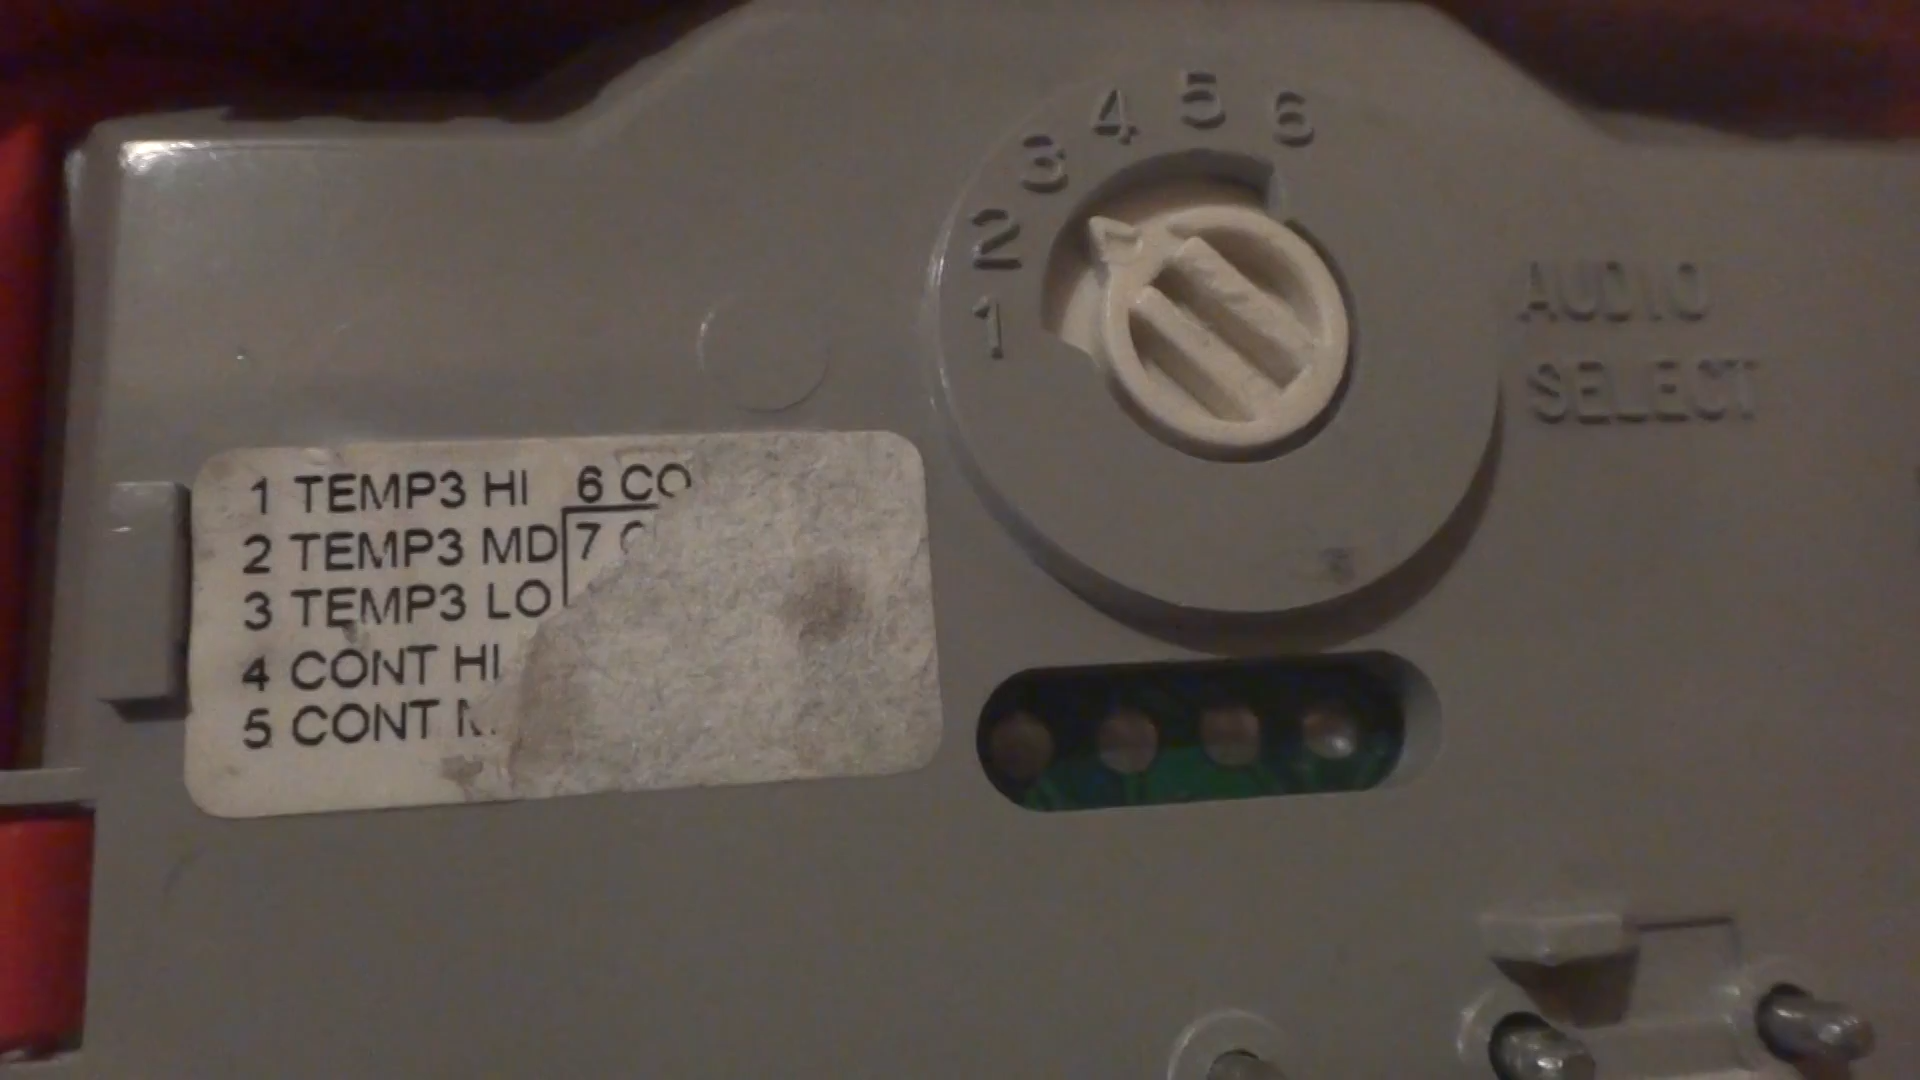 1
2
3
4
5
6
AUDIO
SELECT
1 TEMP3 HI 6
2 TEMP3 MD 7
3 TEMP3 LO
4 CONT HI
5 CONT